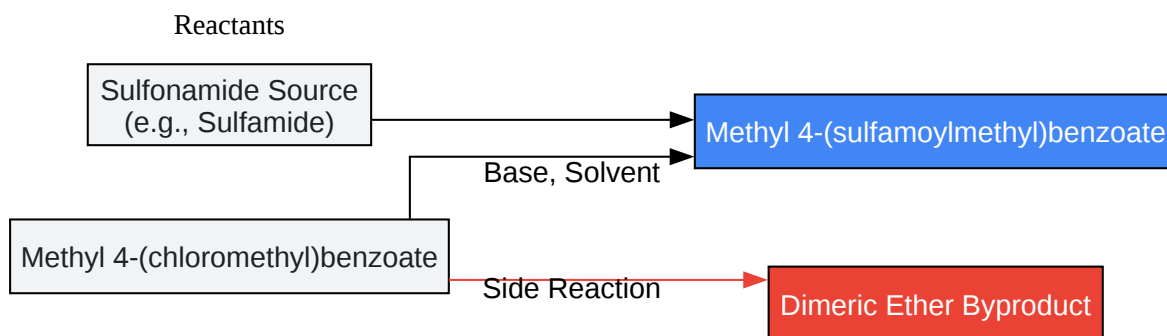 Reactants
Sulfonamide Source
(e.g., Sulfamide)
Methyl 4-(sulfamoylmethyl)benzoate
Base, Solvent
Methyl 4-(chloromethyl)benzoate
Side Reaction
Dimeric Ether Byproduct